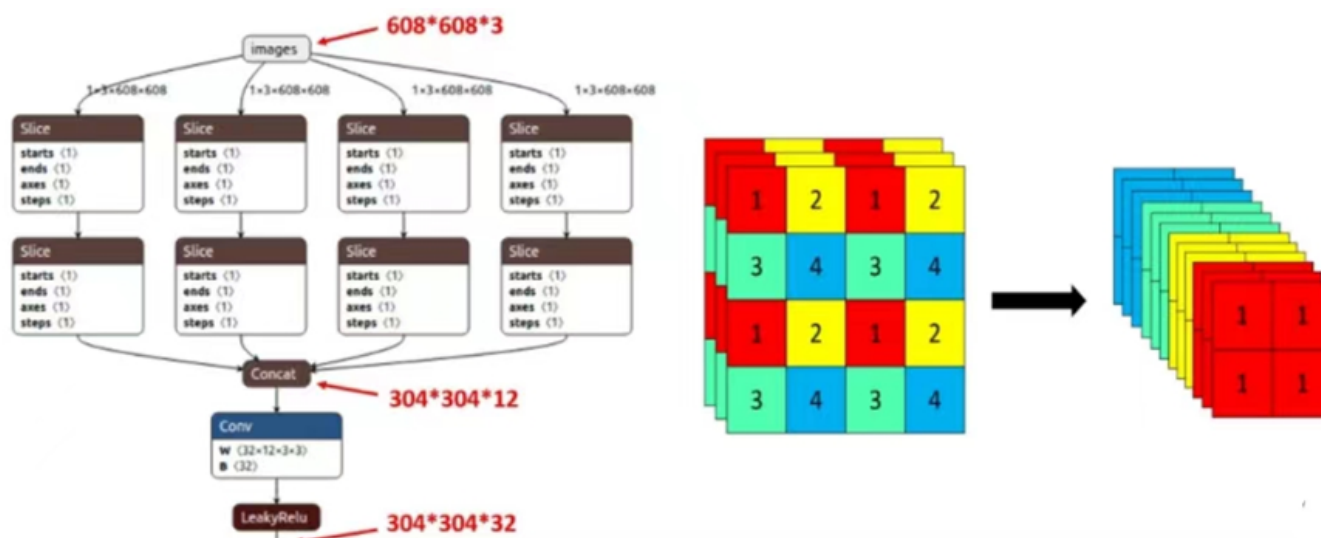 608*608*3
images
1×3×608×608 1×3×608×608 1×3×608×608 1×3×608×608
Slice Slice Slice Slice
starts ⟨1⟩ starts ⟨1⟩ starts ⟨1⟩ starts ⟨1⟩
ends ⟨1⟩ ends ⟨1⟩ ends ⟨1⟩ ends ⟨1⟩
axes ⟨1⟩ axes ⟨1⟩ axes ⟨1⟩ axes ⟨1⟩
steps ⟨1⟩ steps ⟨1⟩ steps ⟨1⟩ steps ⟨1⟩
Slice Slice Slice Slice
starts ⟨1⟩ starts ⟨1⟩ starts ⟨1⟩ starts ⟨1⟩
ends ⟨1⟩ ends ⟨1⟩ ends ⟨1⟩ ends ⟨1⟩
axes ⟨1⟩ axes ⟨1⟩ axes ⟨1⟩ axes ⟨1⟩
steps ⟨1⟩ steps ⟨1⟩ steps ⟨1⟩ steps ⟨1⟩
Concat
304*304*12
Conv
W ⟨32×12×3×3⟩
B ⟨32⟩
LeakyRelu
304*304*32
1 2 1 2
3 4 3 4
1 2 1 2
3 4 3 4
1 1
1 1